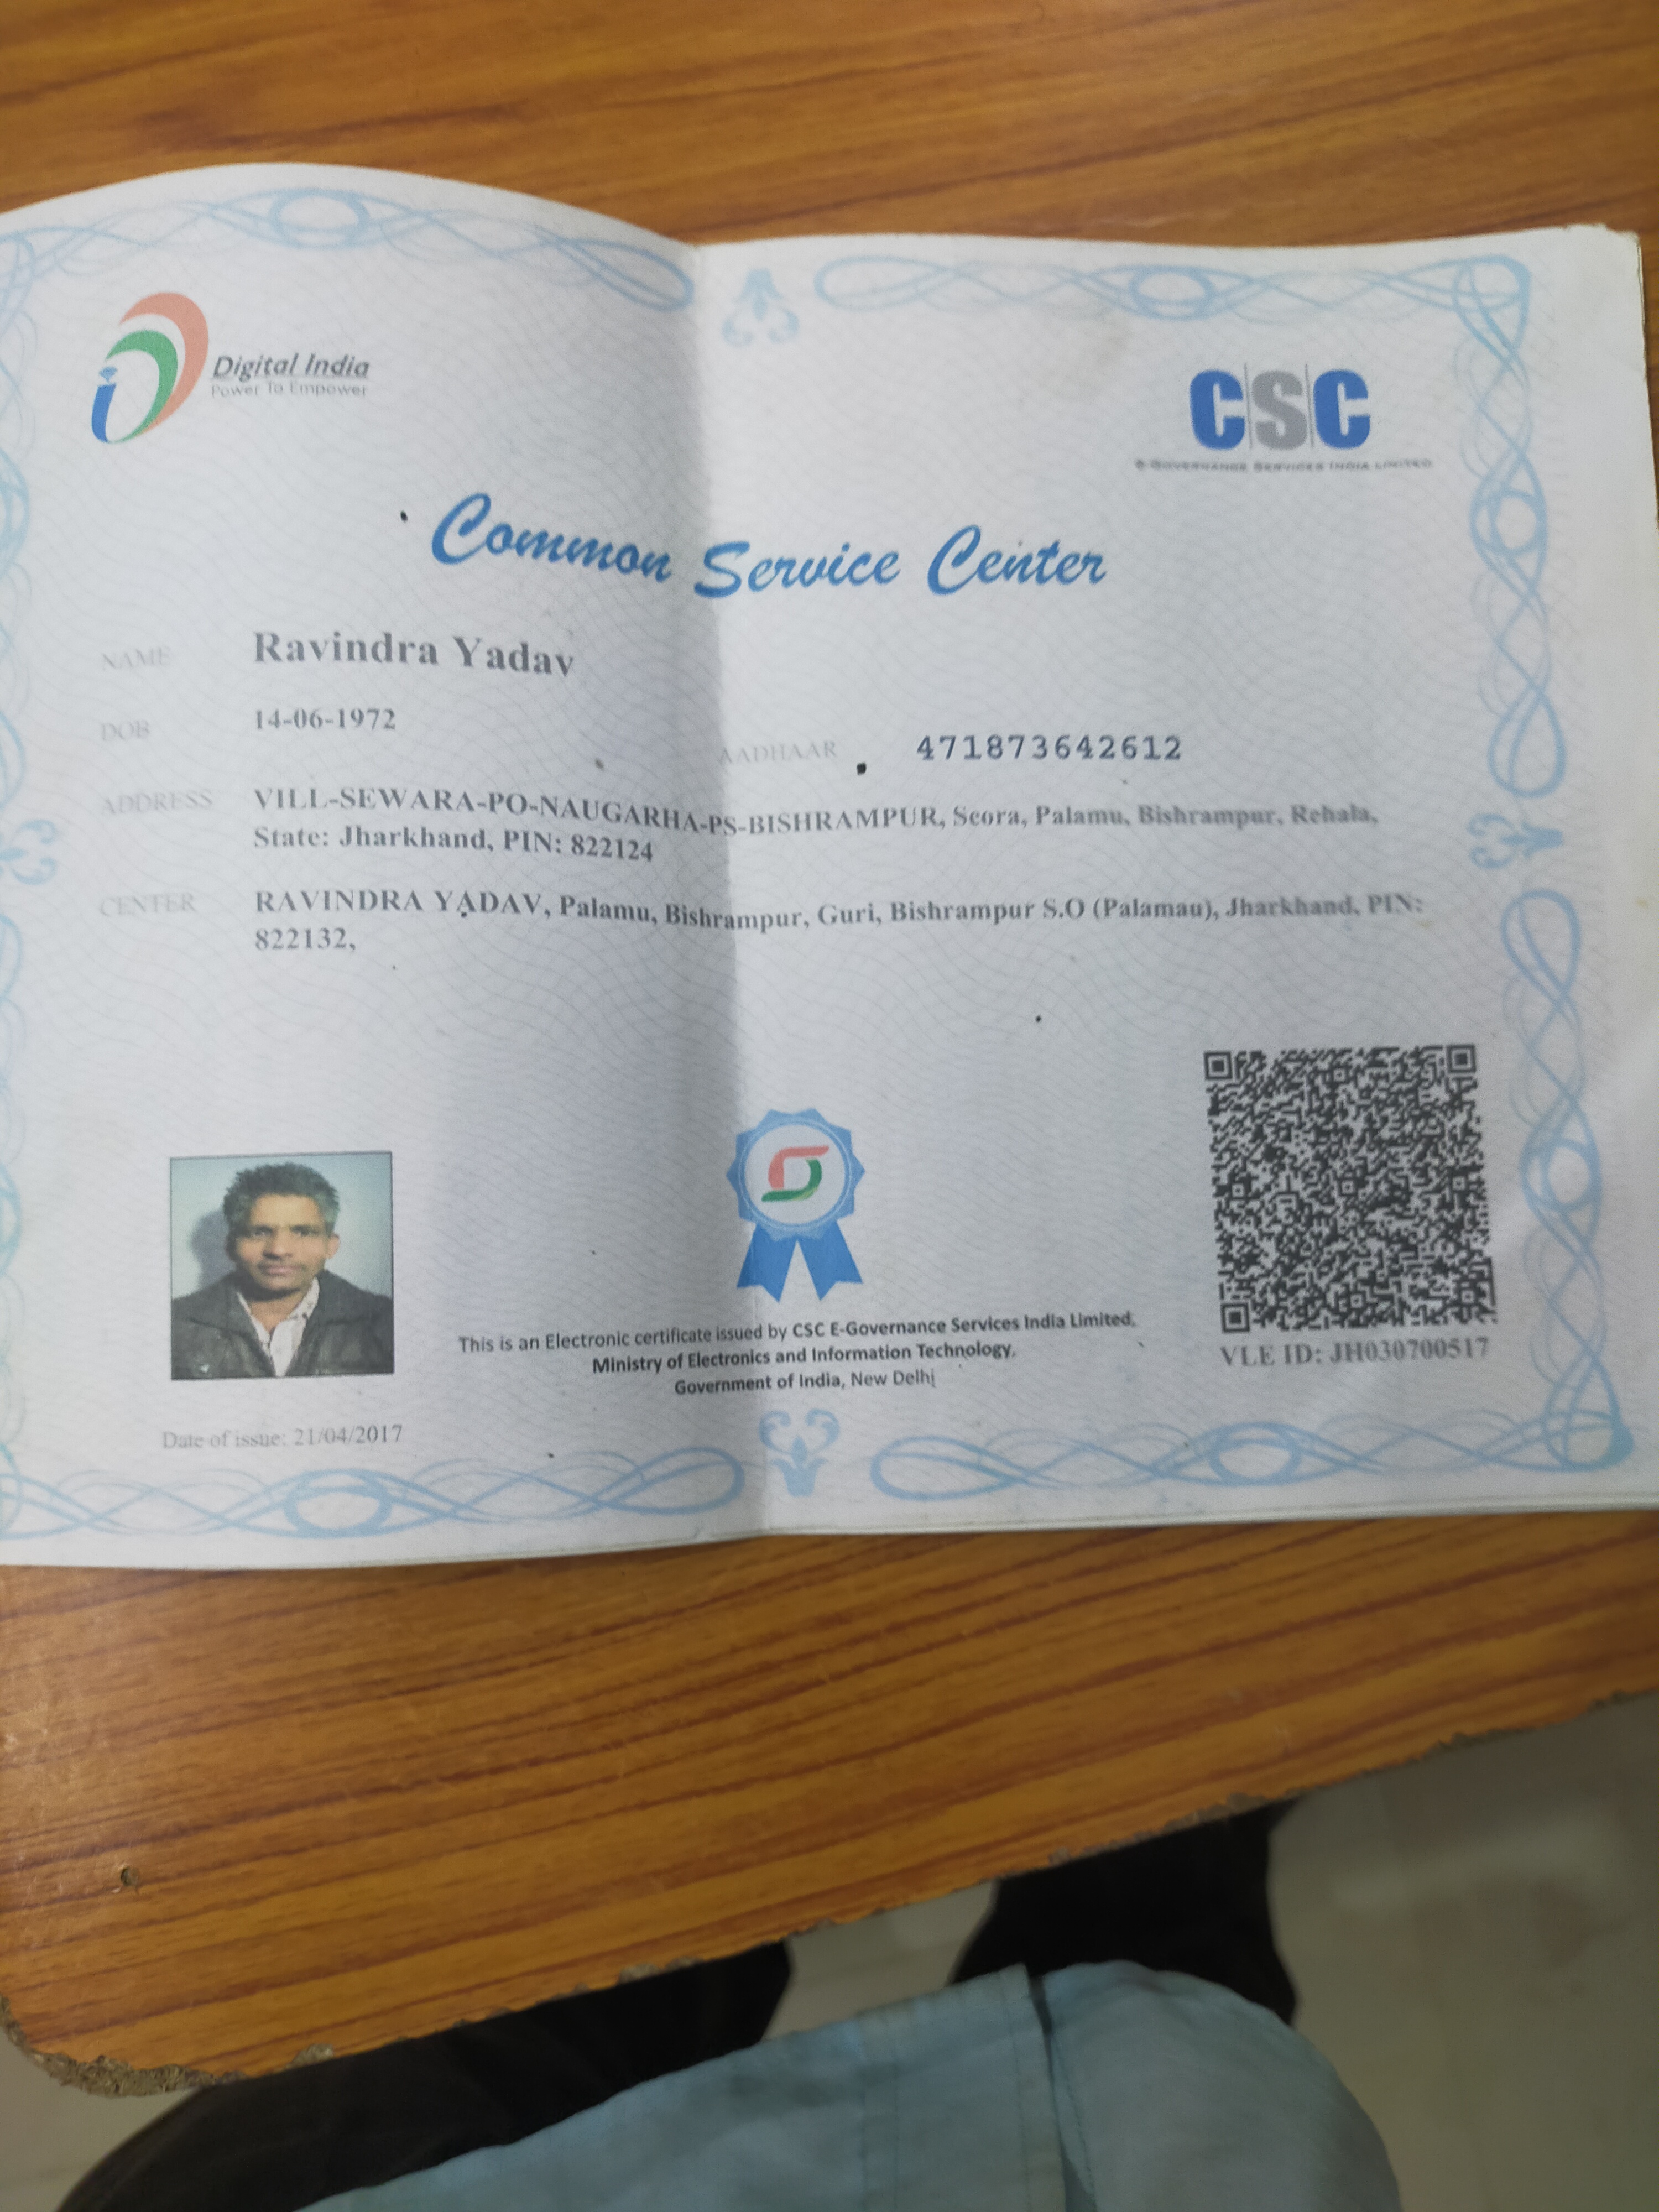 Digital India
Power To Empower
CSC
E-GOVERNANCE SERVICES INDIA LIMITED
Common Service Center
NAME Ravindra Yadav
DOB 14-06-1972
AADHAAR 471873642612
ADDRESS VILL-SEWARA-PO-NAUGARHA-PS-BISHRAMPUR, Seora, Palamu, Bishrampur, Rehala,
State: Jharkhand, PIN: 822124
CENTER RAVINDRA YADAV, Palamu, Bishrampur, Guri, Bishrampur S.O (Palamau), Jharkhand, PIN:
822132,
This is an Electronic certificate issued by CSC E-Governance Services India Limited,
Ministry of Electronics and Information Technology,
Government of India, New Delhi
VLE ID: JH030700517
Date of issue: 21/04/2017